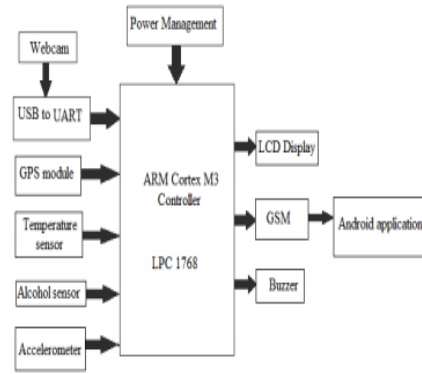 Power Management
Webcam
USB to UART
GPS module
Temperature
sensor
Alcohol sensor
Accelerometer
ARM Cortex M3
Controller
LPC 1768
LCD Display
GSM
Android application
Buzzer